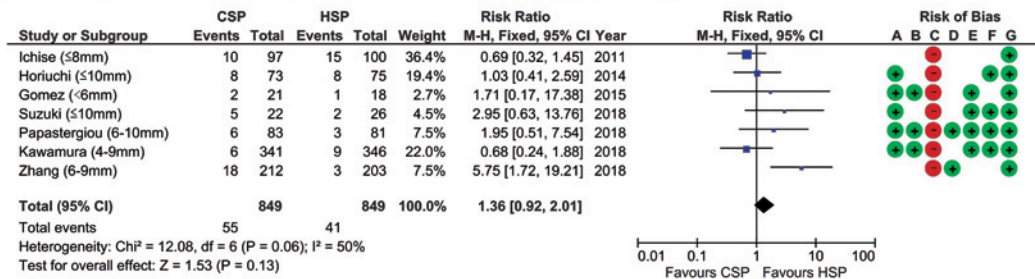 CSP HSP Risk Ratio Risk Ratio Risk of Bias
Study or Subgroup Events Total Events Total Weight M-H, Fixed, 95% CI Year M-H, Fixed, 95% CI A B C D E F G
Ichise (≤8mm) 10 97 15 100 36.4% 0.69 [0.32, 1.45] 2011
Horiuchi (≤10mm) 8 73 8 75 19.4% 1.03 [0.41, 2.59] 2014
Gomez (<6mm) 2 21 1 18 2.7% 1.71 [0.17, 17.38] 2015
Suzuki (≤10mm) 5 22 2 26 4.5% 2.95 [0.63, 13.76] 2018
Papastergiou (6-10mm) 6 83 3 81 7.5% 1.95 [0.51, 7.54] 2018
Kawamura (4-9mm) 6 341 9 346 22.0% 0.68 [0.24, 1.88] 2018
Zhang (6-9mm) 18 212 3 203 7.5% 5.75 [1.72, 19.21] 2018
Total (95% CI) 849 849 100.0% 1.36 [0.92, 2.01]
Total events 55 41
Heterogeneity: Chi² = 12.08, df = 6 (P = 0.06); I² = 50%
Test for overall effect: Z = 1.53 (P = 0.13)
0.01 0.1 1 10 100
Favours CSP Favours HSP